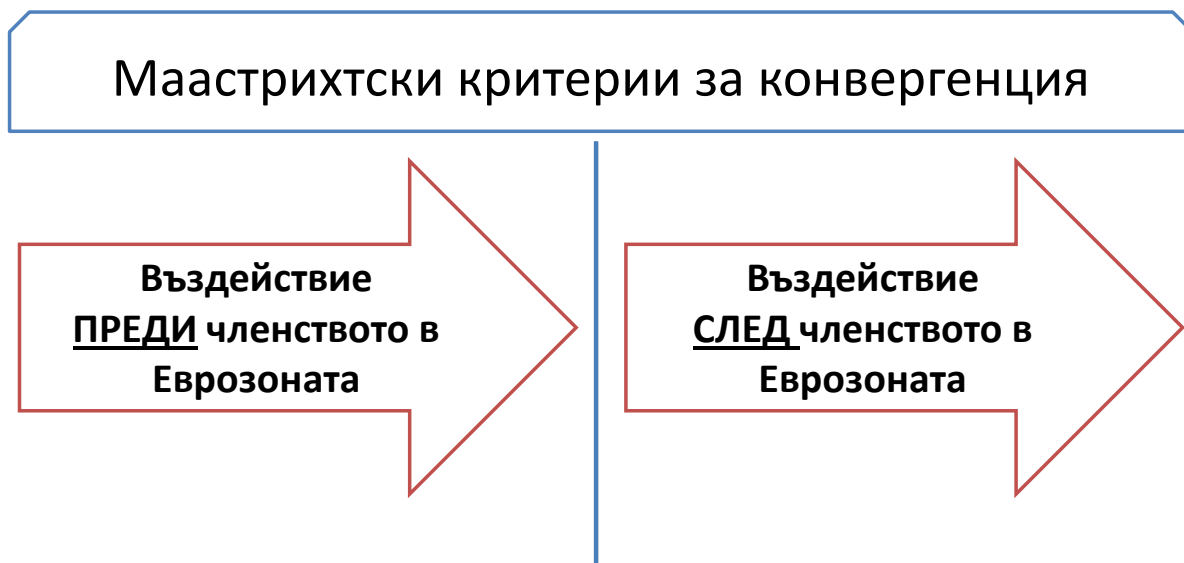 Маастрихтски критерии за конвергенция
Въздействие
ПРЕДИ членството в
Еврозоната
Въздействие
СЛЕД членството в
Еврозоната